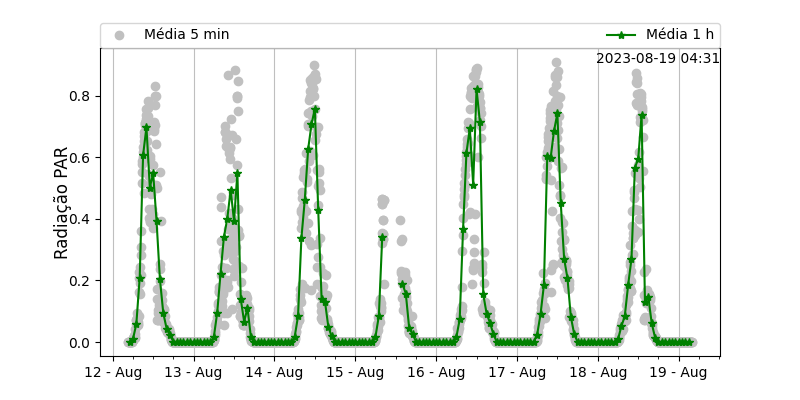 Média 5 min
Média 1 h
2023-08-19 04:31
Radiação PAR
0.8
0.6
0.4
0.2
0.0
12 - Aug
13 - Aug
14 - Aug
15 - Aug
16 - Aug
17 - Aug
18 - Aug
19 - Aug